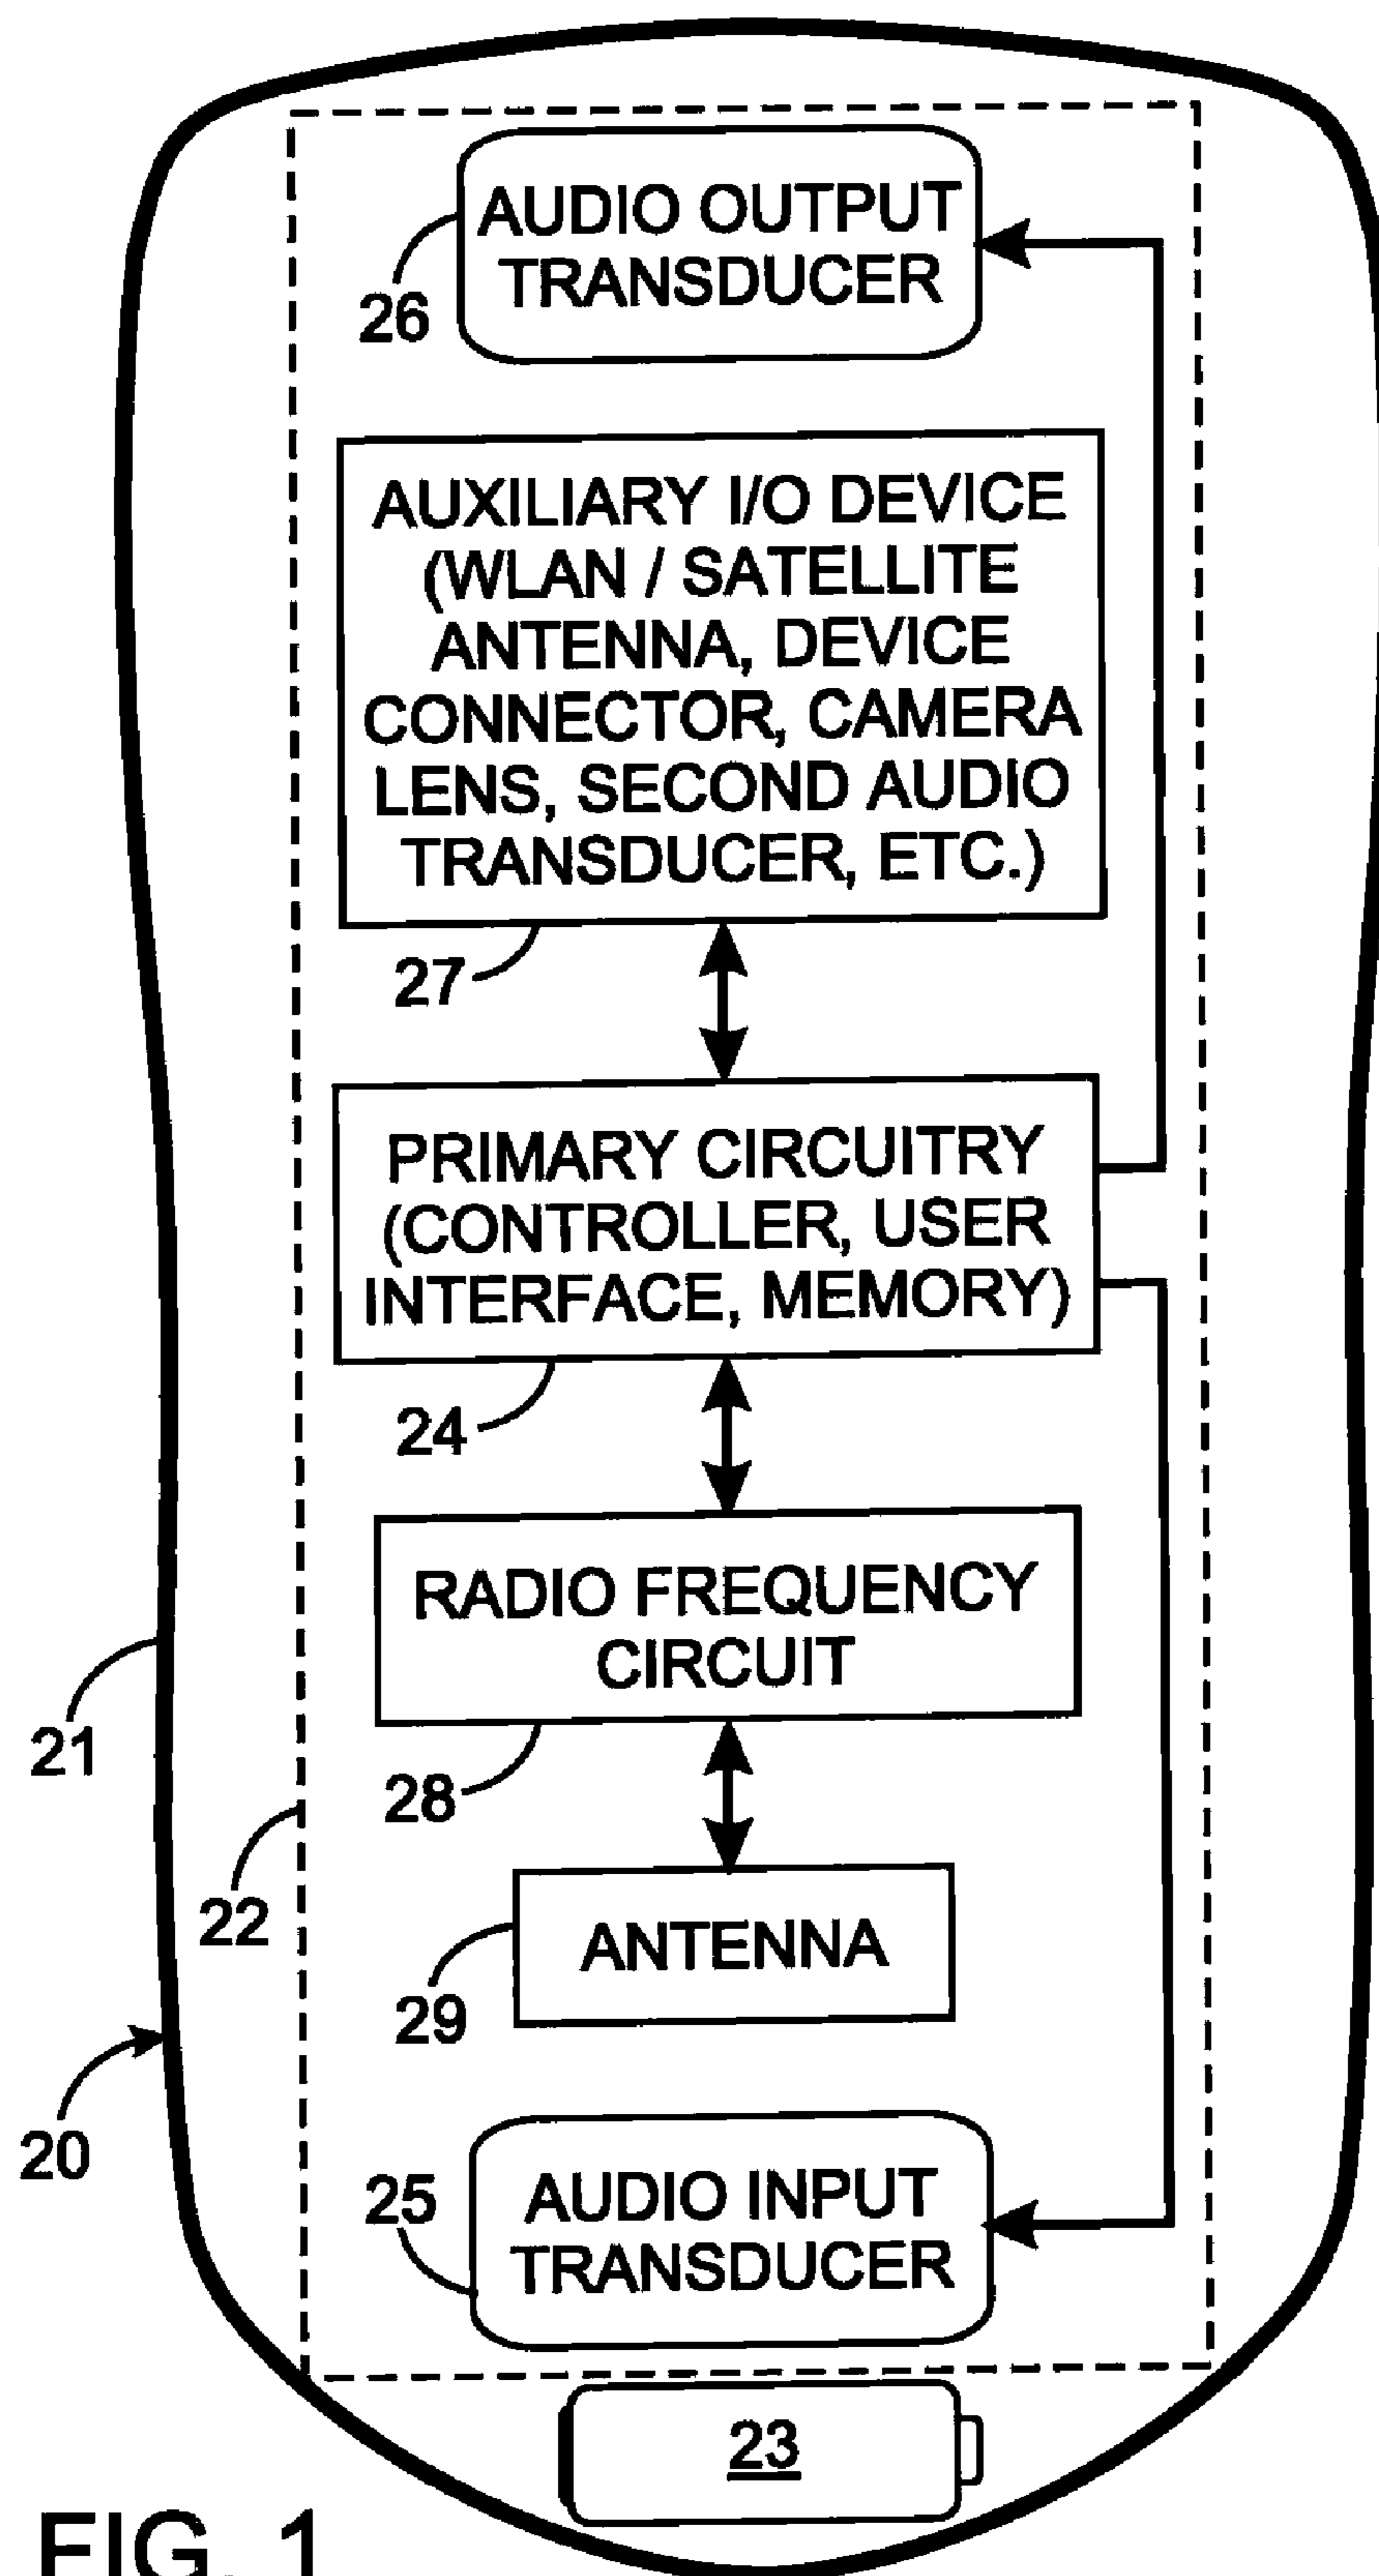 AUDIO OUTPUT
TRANSDUCER
26
AUXILIARY I/O DEVICE
(WLAN / SATELLITE
ANTENNA, DEVICE
CONNECTOR, CAMERA
LENS, SECOND AUDIO
TRANSDUCER, ETC.)
27
PRIMARY CIRCUITRY
(CONTROLLER, USER
INTERFACE, MEMORY)
24
RADIO FREQUENCY
CIRCUIT
21
28
22
ANTENNA
29
20
25
AUDIO INPUT
TRANSDUCER
23
FIG. 1